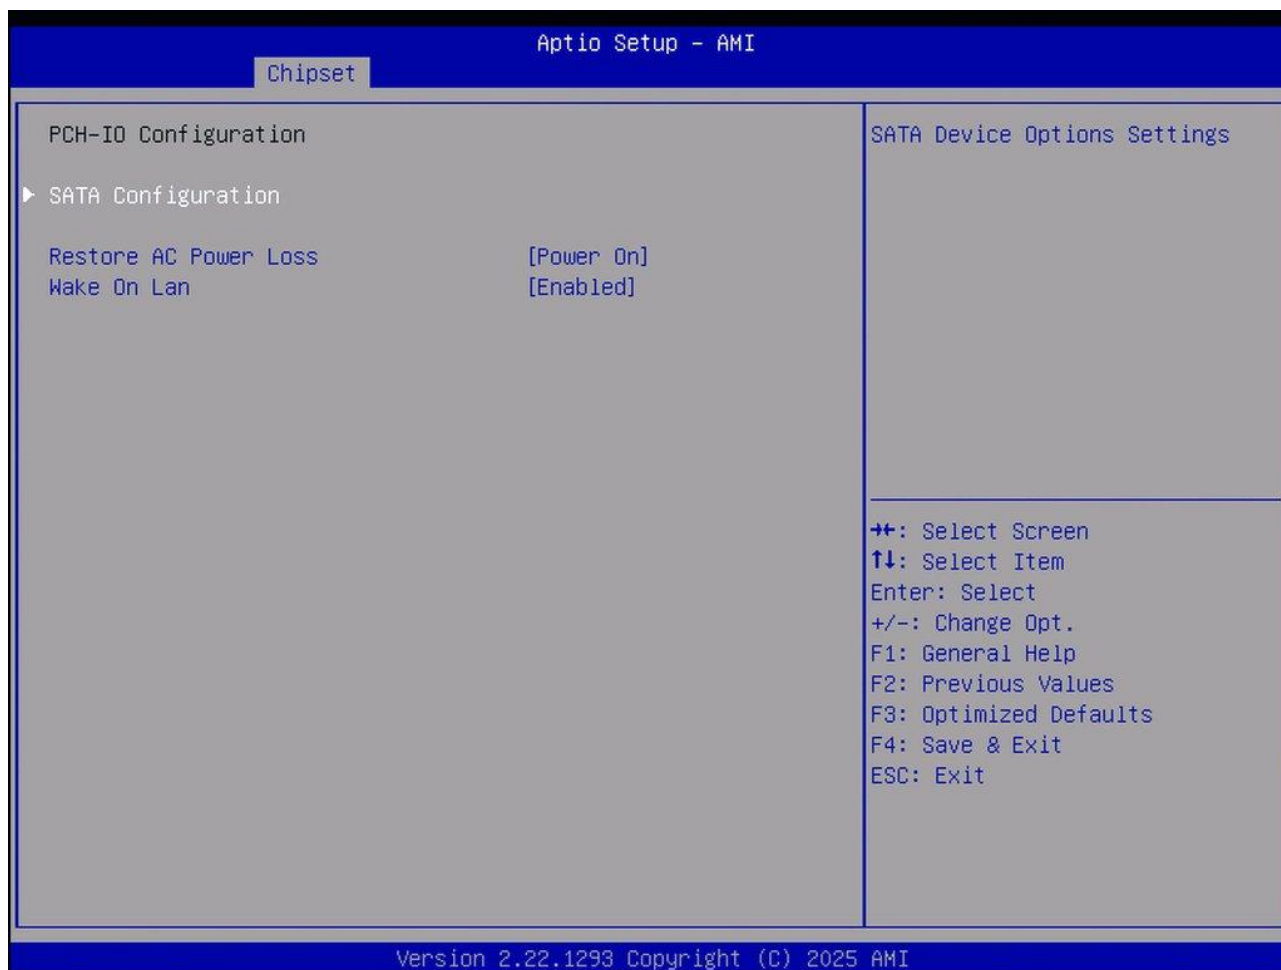 Aptio Setup – AMI
Chipset
PCH-IO Configuration
SATA Configuration
Restore AC Power Loss [Power On]
Wake On Lan [Enabled]
SATA Device Options Settings
→←: Select Screen
↑↓: Select Item
Enter: Select
+/-: Change Opt.
F1: General Help
F2: Previous Values
F3: Optimized Defaults
F4: Save & Exit
ESC: Exit
Version 2.22.1293 Copyright (C) 2025 AMI